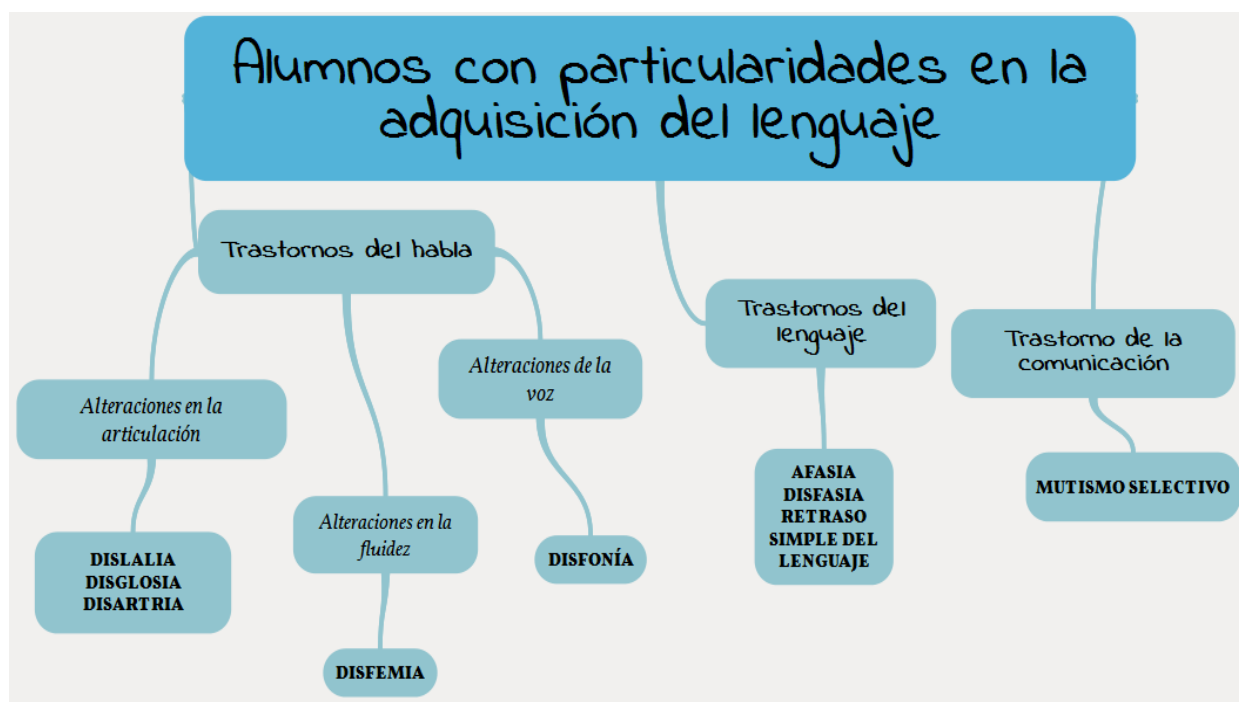 Alumnos con particularidades en la
adquisición del lenguaje
Trastornos del habla
Alteraciones en la
articulación
DISLALIA
DISGLOSIA
DISARTRIA
Alteraciones en la
fluidez
DISFEMIA
Alteraciones de la
voz
DISFONÍA
Trastornos del
lenguaje
AFASIA
DISFASIA
RETRASO
SIMPLE DEL
LENGUAJE
Trastorno de la
comunicación
MUTISMO SELECTIVO